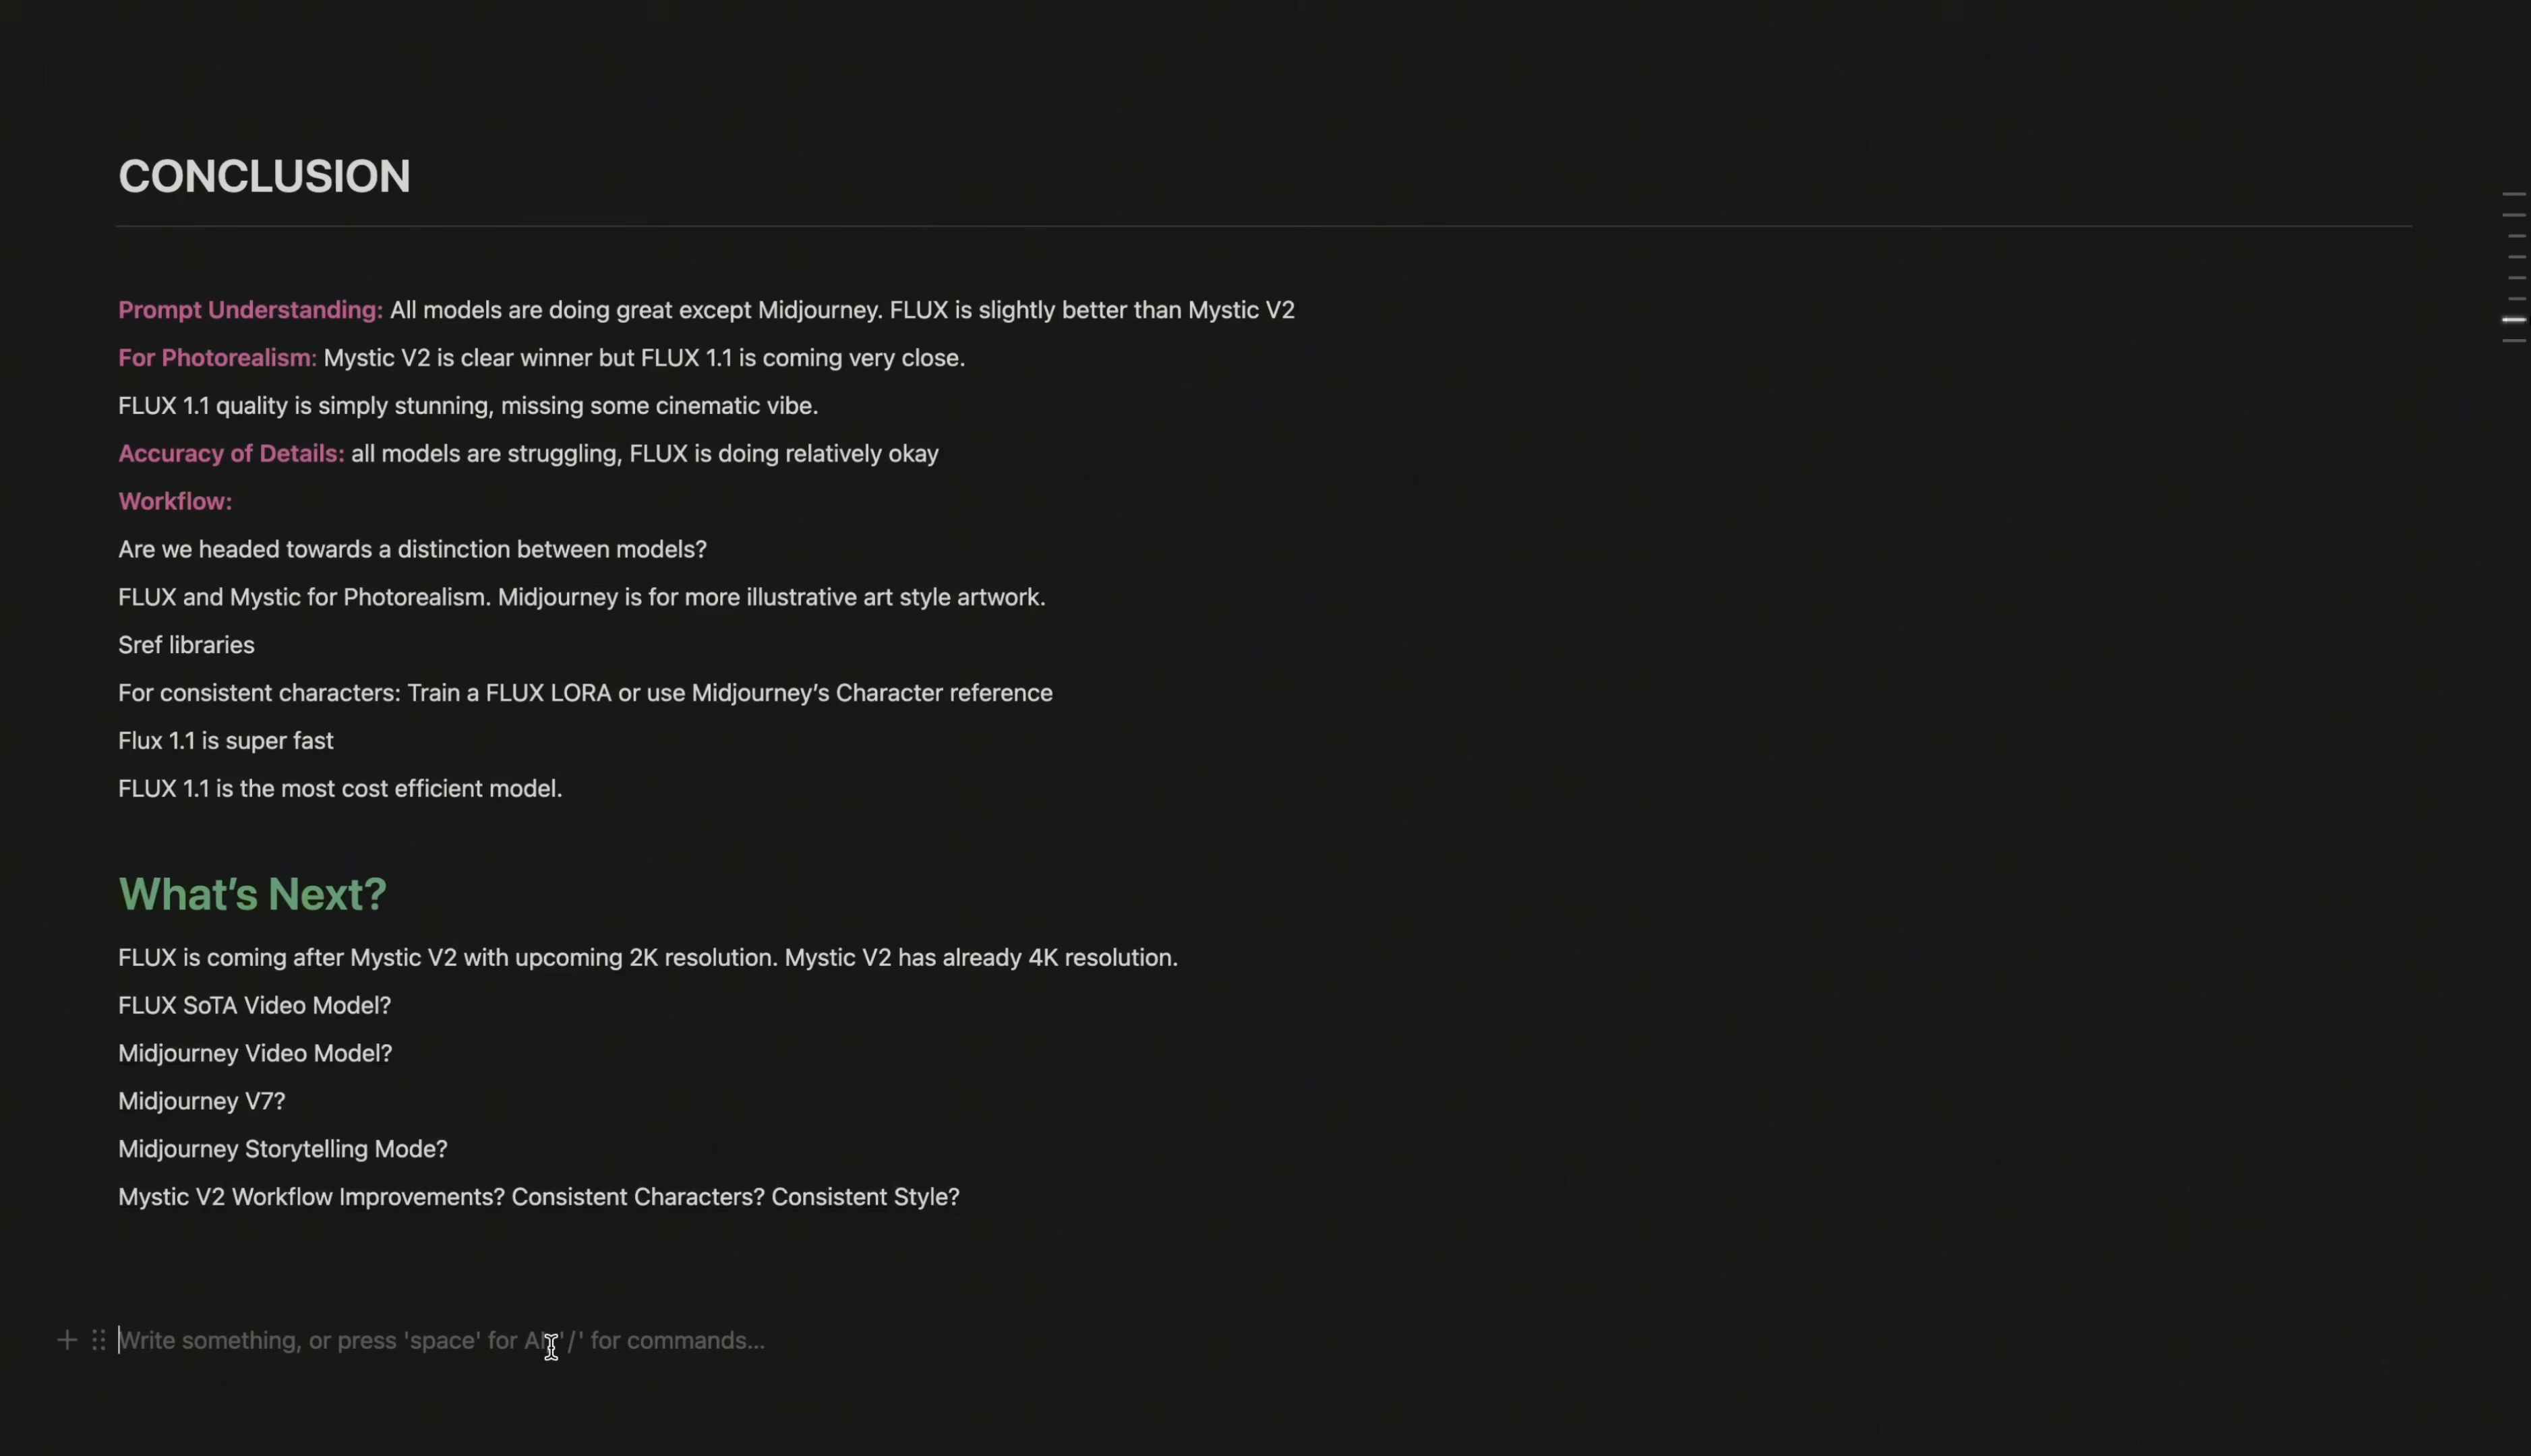 CONCLUSION
Prompt Understanding: All models are doing great except Midjourney. FLUX is slightly better than Mystic V2
For Photorealism: Mystic V2 is clear winner but FLUX 1.1 is coming very close.
FLUX 1.1 quality is simply stunning, missing some cinematic vibe.
Accuracy of Details: all models are struggling, FLUX is doing relatively okay
Workflow:
Are we headed towards a distinction between models?
FLUX and Mystic for Photorealism. Midjourney is for more illustrative art style artwork.
Sref libraries
For consistent characters: Train a FLUX LORA or use Midjourney’s Character reference
Flux 1.1 is super fast
FLUX 1.1 is the most cost efficient model.
What’s Next?
FLUX is coming after Mystic V2 with upcoming 2K resolution. Mystic V2 has already 4K resolution.
FLUX SoTA Video Model?
Midjourney Video Model?
Midjourney V7?
Midjourney Storytelling Mode?
Mystic V2 Workflow Improvements? Consistent Characters? Consistent Style?
Write something, or press 'space' for AI, '/' for commands...